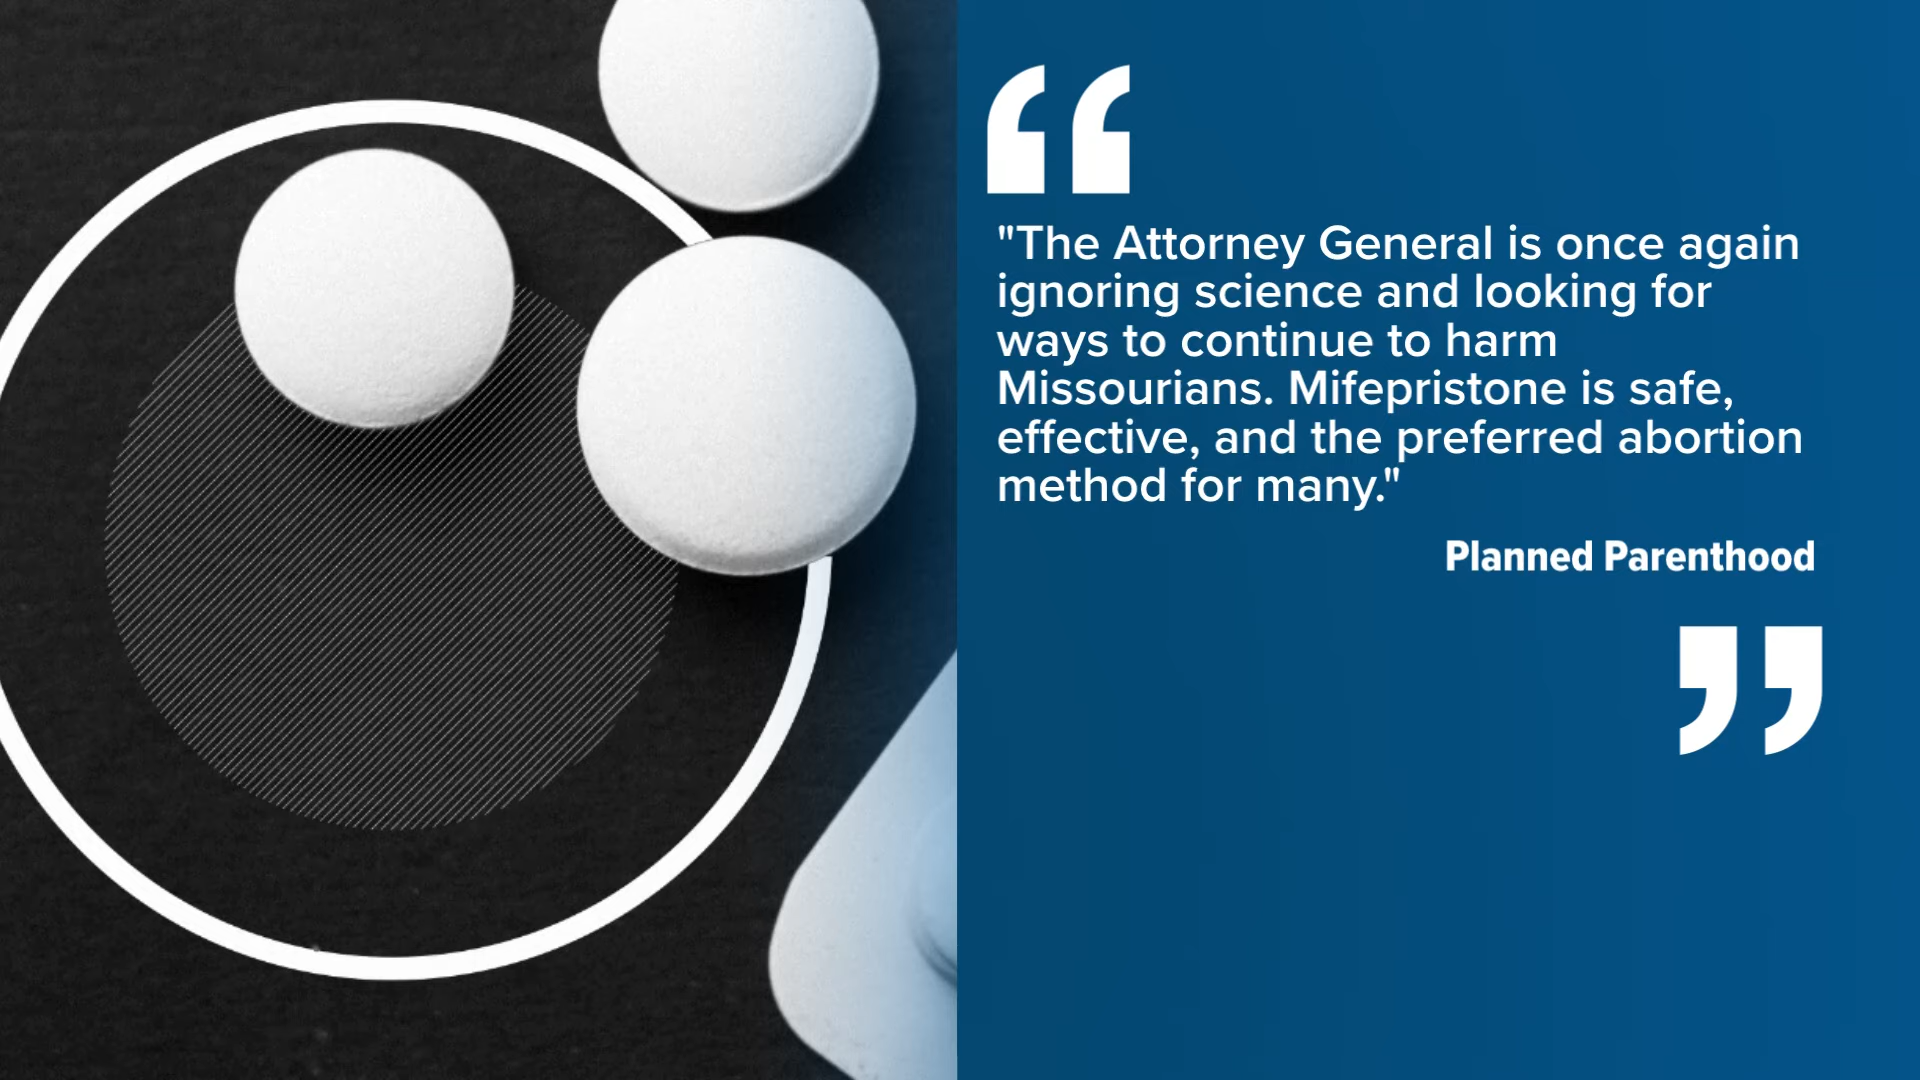 “
"The Attorney General is once again
ignoring science and looking for
ways to continue to harm
Missourians. Mifepristone is safe,
effective, and the preferred abortion
method for many."
Planned Parenthood
”